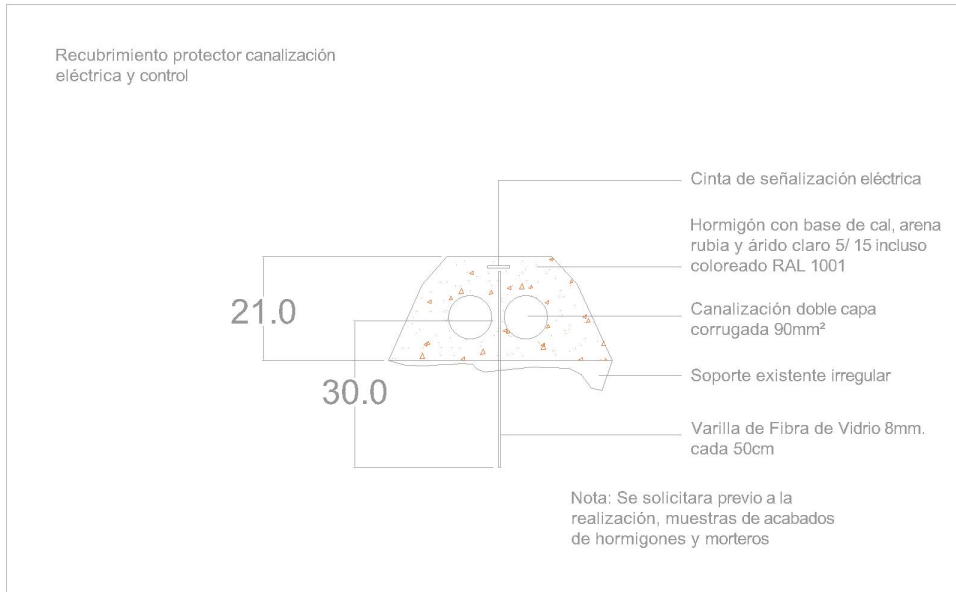 Recubrimiento protector canalización
eléctrica y control
Cinta de señalización eléctrica
Hormigón con base de cal, arena
rubia y árido claro 5/ 15 incluso
coloreado RAL 1001
21.0
Canalización doble capa
corrugada 90mm²
Soporte existente irregular
30.0
Varilla de Fibra de Vidrio 8mm.
cada 50cm
Nota: Se solicitara previo a la
realización, muestras de acabados
de hormigones y morteros